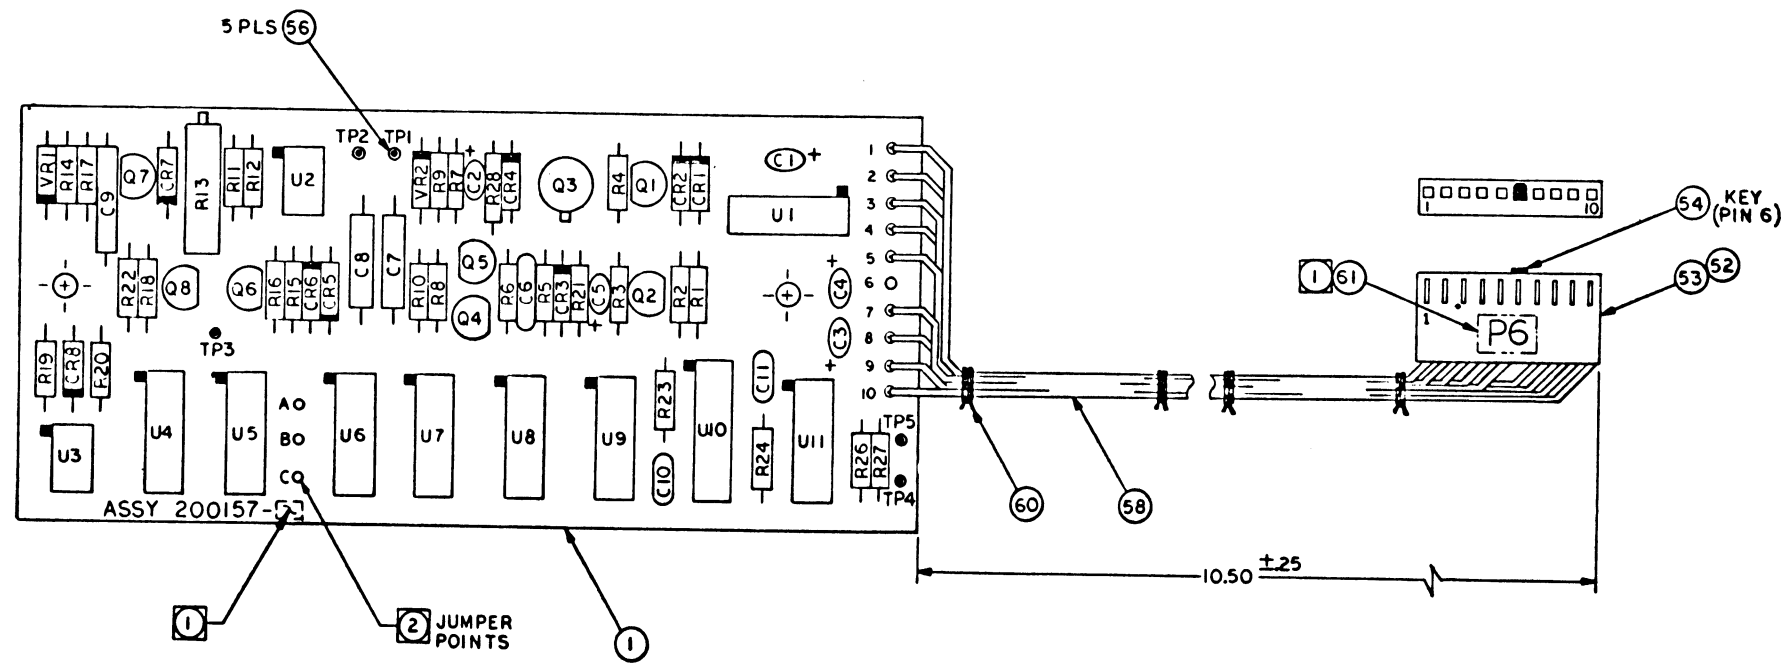 5 PLS 56
TP2 TP1
VR1 R14 R17 C9 Q7 CR7 R13 R11 R12 U2
VR2 R9 R7 + C2 R28 CR4 Q3 R4 Q1 CR2 CR1
C1 +
U1
1
2
3
4
5
6
7
8
9
10
R22 R18 Q8 Q6 R16 R15 CR6 CR5 C8 C7 R10 R8 Q5 Q4 R6 C6 R5 CR3 R21 C5 + R3 Q2 R2 R1
+ C4
C3 +
TP3
R19 CR8 R20
U3 U4 U5
A
B
C
U6 U7 U8 U9
R23 C10 U10 C11 R24 U11 R26 R27
TP5
TP4
ASSY 200157-
1
2 JUMPER
POINTS
1
60
58
10.50 ±.25
1 10
54 KEY
(PIN 6)
1 61
53 52
1
P6